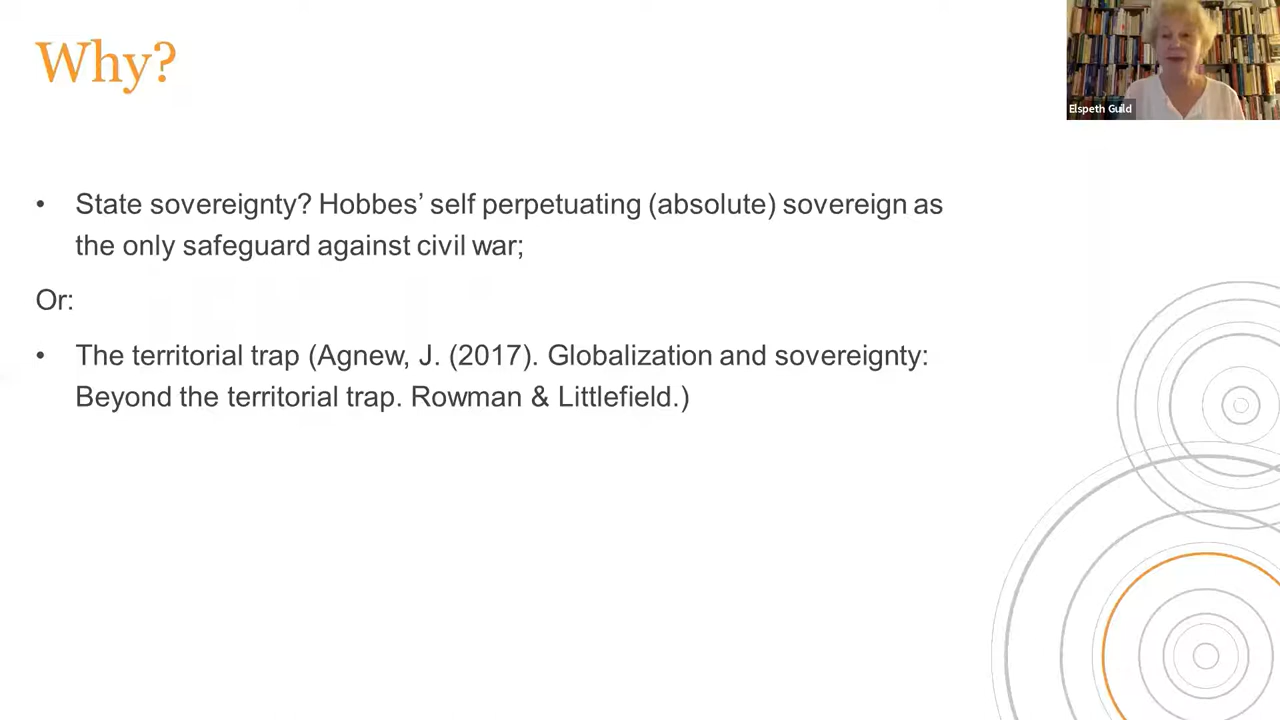 Why?
Elspeth Guild
• State sovereignty? Hobbes’ self perpetuating (absolute) sovereign as
the only safeguard against civil war;
Or:
• The territorial trap (Agnew, J. (2017). Globalization and sovereignty:
Beyond the territorial trap. Rowman & Littlefield.)